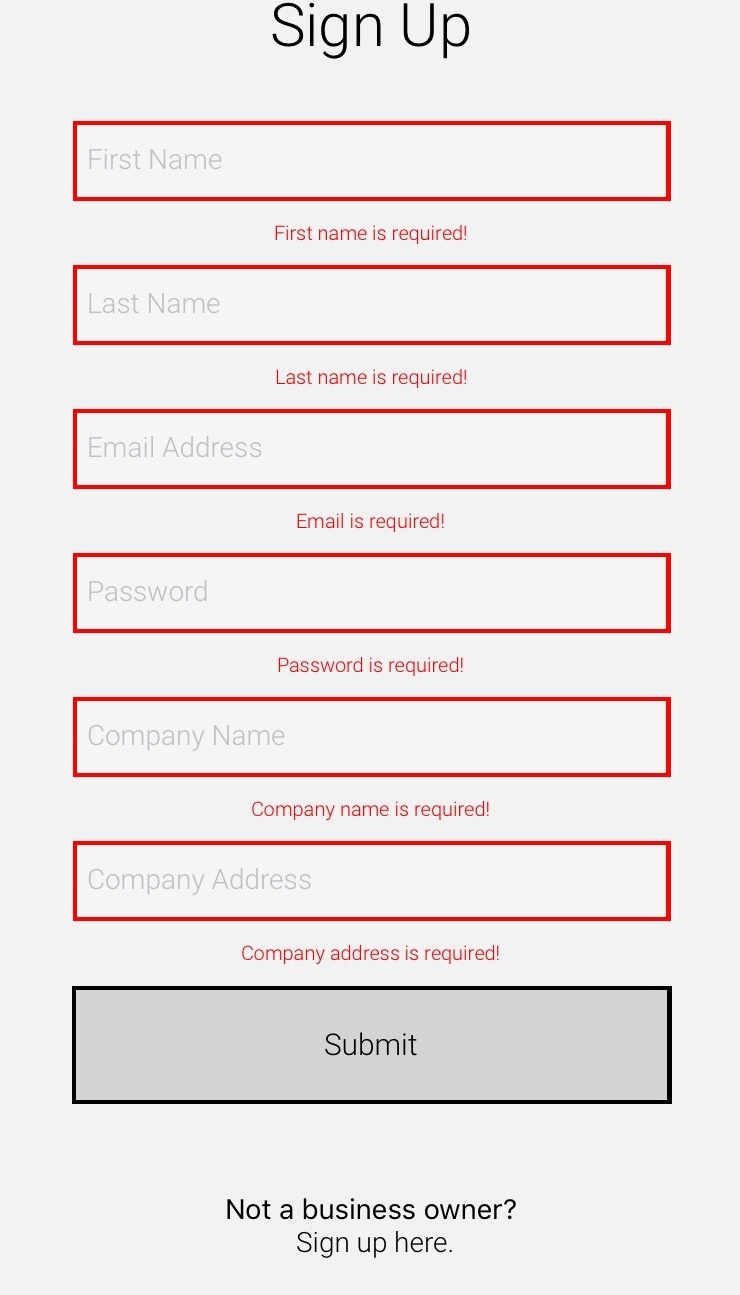 Sign Up
First Name
First name is required!
Last Name
Last name is required!
Email Address
Email is required!
Password
Password is required!
Company Name
Company name is required!
Company Address
Company address is required!
Submit
Not a business owner?
Sign up here.